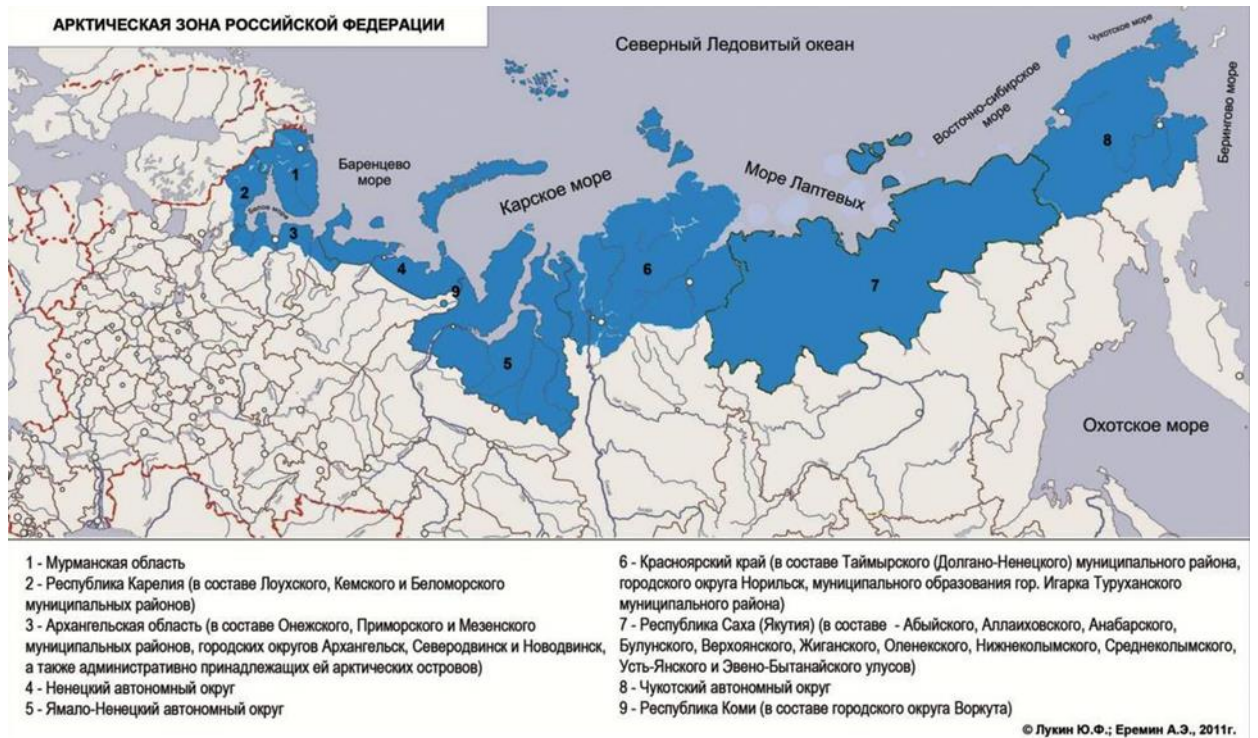 АРКТИЧЕСКАЯ ЗОНА РОССИЙСКОЙ ФЕДЕРАЦИИ
Северный Ледовитый океан
Чукотское море
Восточно-сибирское
море
Берингово море
Баренцево
море
Карское море
Море Лаптевых
Белое море
Охотское море
1
2
3
4
9
5
6
7
8
1 - Мурманская область
2 - Республика Карелия (в составе Лоухского, Кемского и Беломорского
муниципальных районов)
3 - Архангельская область (в составе Онежского, Приморского и Мезенского
муниципальных районов, городских округов Архангельск, Северодвинск и Новодвинск,
а также административно принадлежащих ей арктических островов)
4 - Ненецкий автономный округ
5 - Ямало-Ненецкий автономный округ
6 - Красноярский край (в составе Таймырского (Долгано-Ненецкого) муниципального района,
городского округа Норильск, муниципального образования гор. Игарка Туруханского
муниципального района)
7 - Республика Саха (Якутия) (в составе - Абыйского, Аллаиховского, Анабарского,
Булунского, Верхоянского, Жиганского, Оленекского, Нижнеколымского, Среднеколымского,
Усть-Янского и Эвено-Бытанайского улусов)
8 - Чукотский автономный округ
9 - Республика Коми (в составе городского округа Воркута)
© Лукин Ю.Ф.; Еремин А.Э., 2011г.